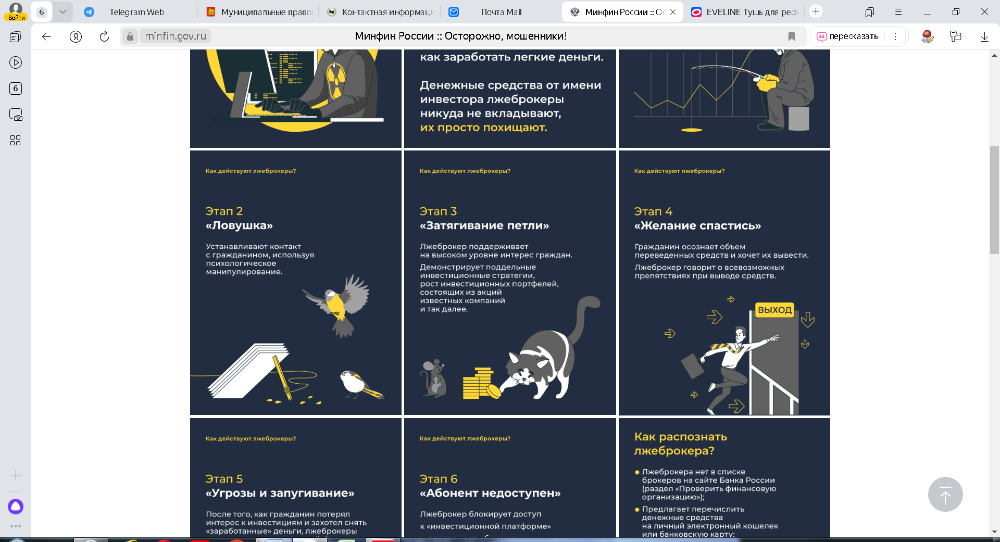 Войти
6
Telegram Web
Муниципальные право
Контактная информац
Почта Mail
Минфин России :: Ос
EVELINE Тушь для ресн
minfin.gov.ru
Минфин России :: Осторожно, мошенники!
пересказать
6
как заработать легкие деньги.
Денежные средства от имени
инвестора лжеброкеры
никуда не вкладывают,
их просто похищают.
Как действуют лжеброкеры?
Этап 2
«Ловушка»
Устанавливают контакт
с гражданином, используя
психологическое
манипулирование.
Как действуют лжеброкеры?
Этап 3
«Затягивание петли»
Лжеброкер поддерживает
на высоком уровне интерес граждан.
Демонстрирует поддельные
инвестиционные стратегии,
рост инвестиционных портфелей,
состоящих из акций
известных компаний
и так далее.
Как действуют лжеброкеры?
Этап 4
«Желание спастись»
Гражданин осознает объем
переведенных средств и хочет их вывести.
Лжеброкер говорит о всевозможных
препятствиях при выводе средств.
ВЫХОД
Как действуют лжеброкеры?
Этап 5
«Угрозы и запугивание»
После того, как гражданин потерял
интерес к инвестициям и захотел снять
«заработанные» деньги, лжеброкеры
Как действуют лжеброкеры?
Этап 6
«Абонент недоступен»
Лжеброкер блокирует доступ
к «инвестиционной платформе»
Как распознать
лжеброкера?
Лжеброкера нет в списке
брокеров на сайте Банка России
(раздел «Проверить финансовую
организацию»);
Предлагает перечислить
денежные средства
на личный электронный кошелек
или банковскую карту;